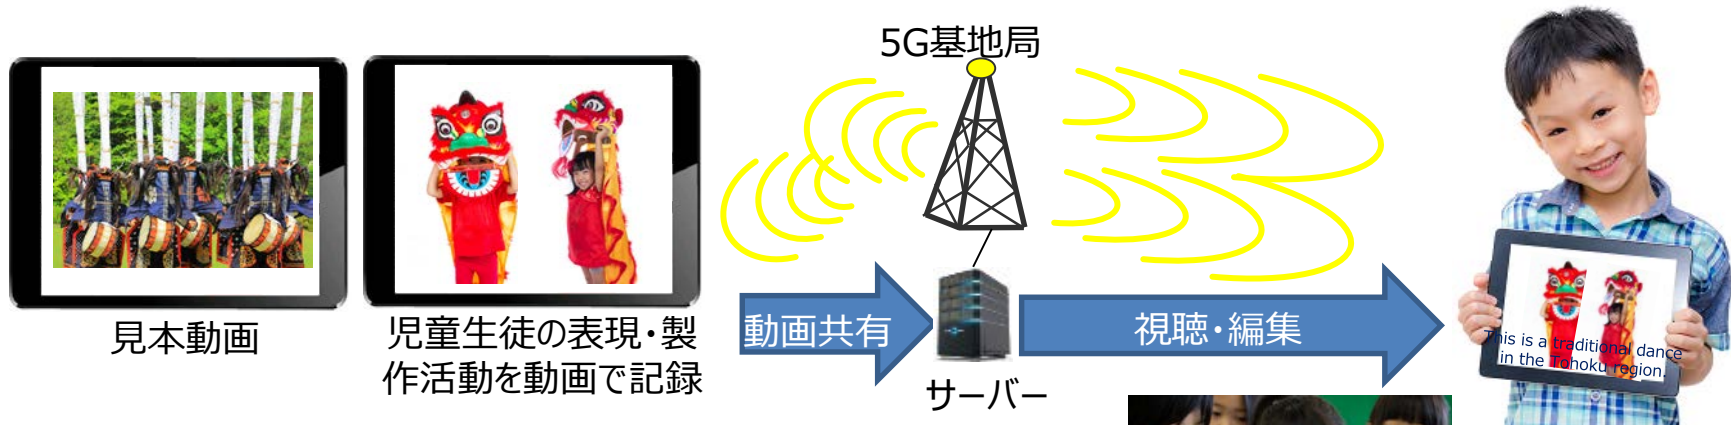 5G基地局
見本動画
児童生徒の表現・製
作活動を動画で記録
動画共有
サーバー
視聴・編集
This is a traditional dance
in the Tohoku region.